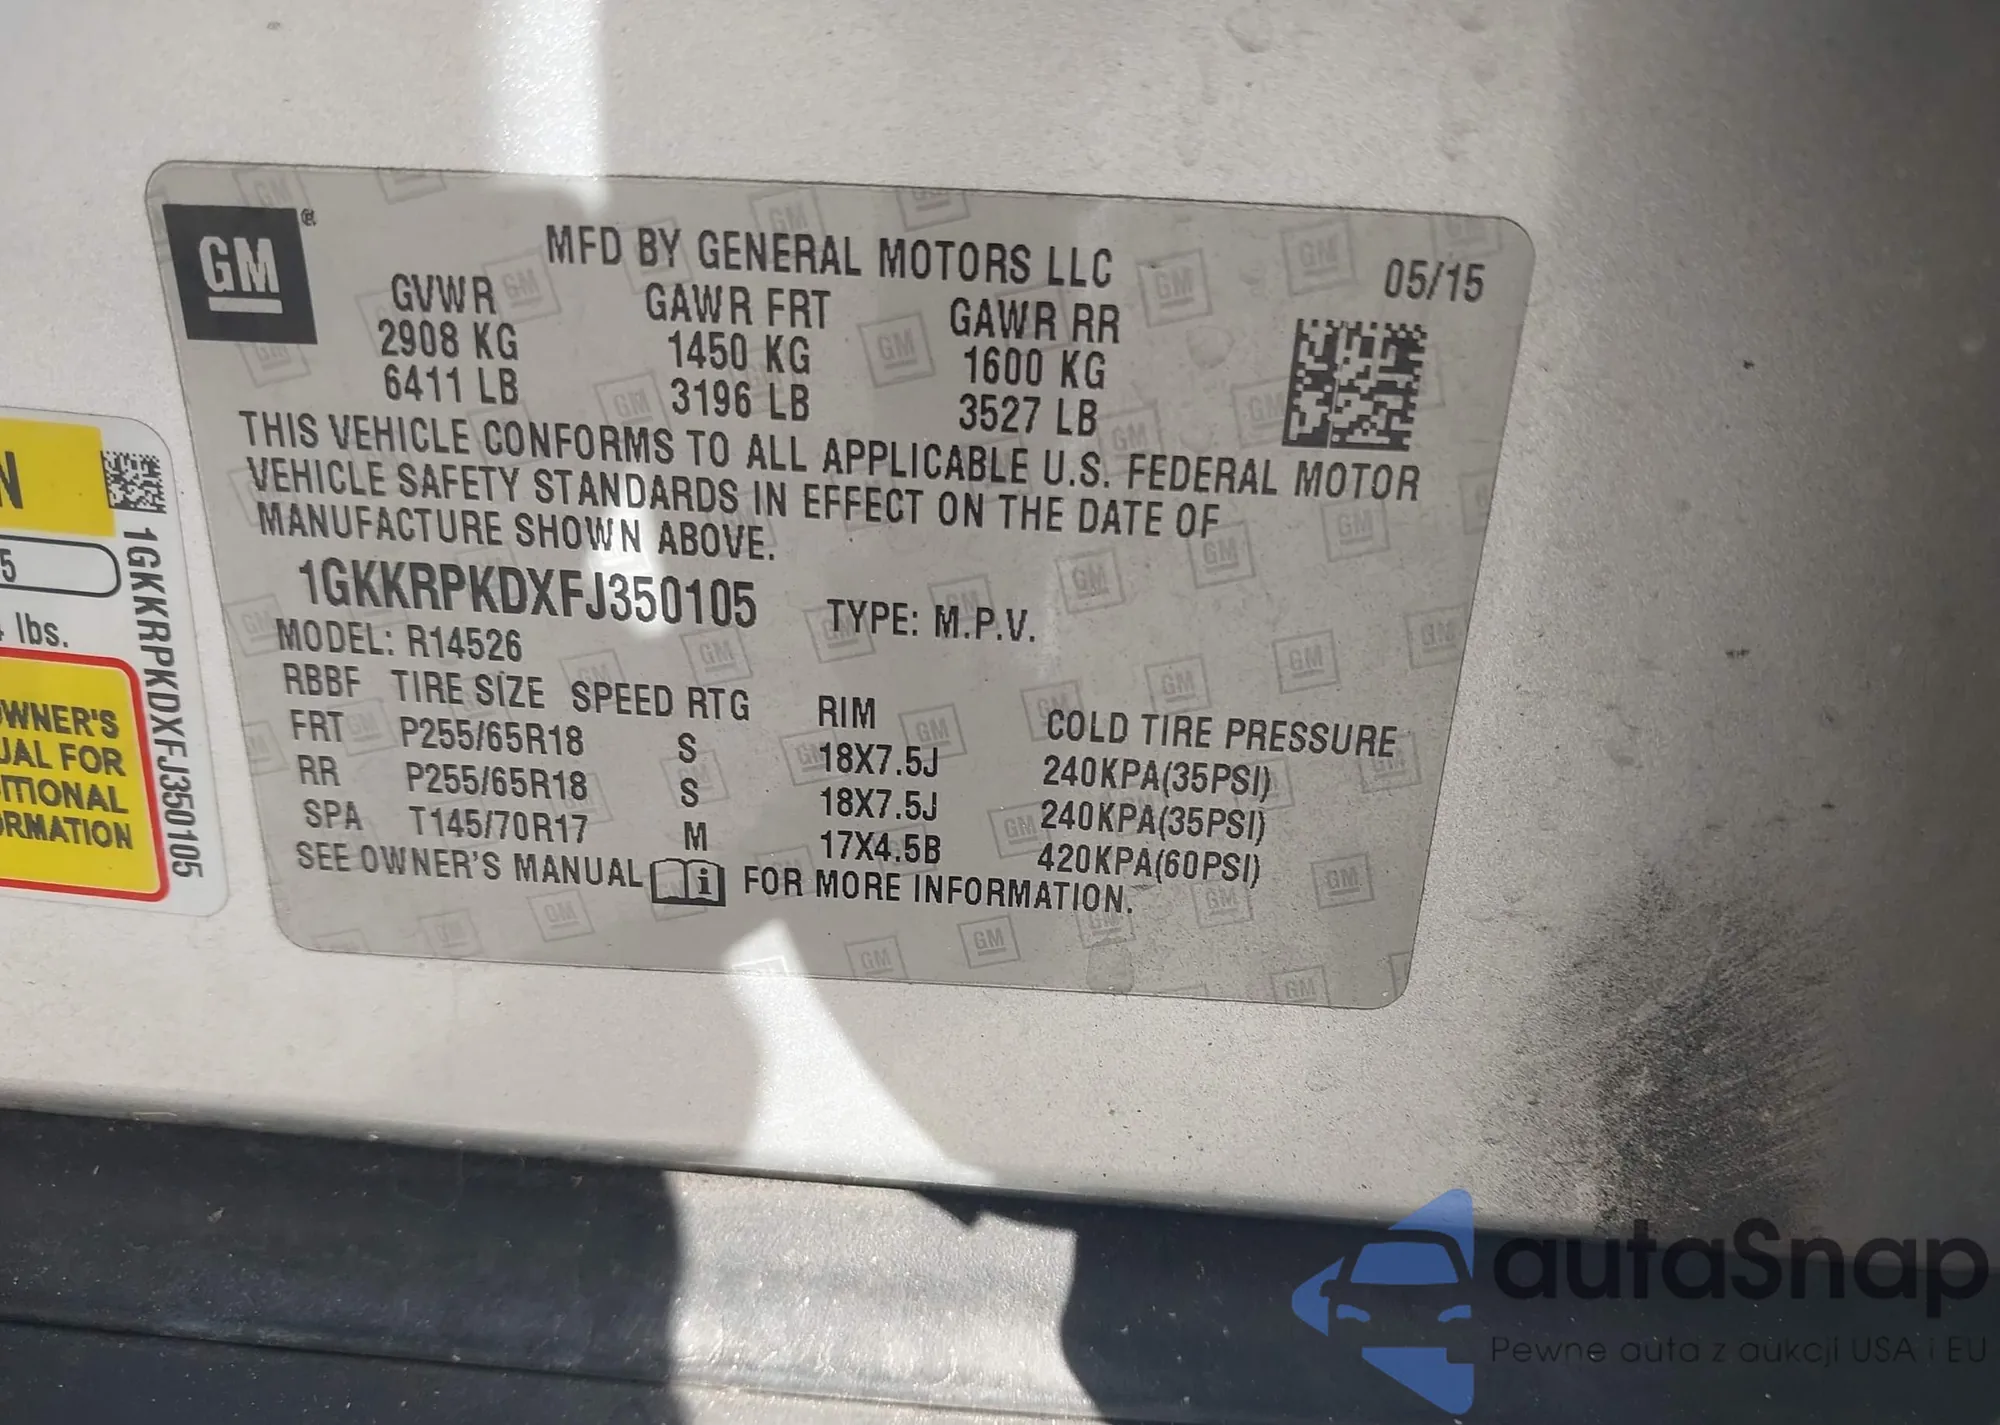 GM®
MFD BY GENERAL MOTORS LLC
05/15
GVWR GAWR FRT GAWR RR
2908 KG 1450 KG 1600 KG
6411 LB 3196 LB 3527 LB
THIS VEHICLE CONFORMS TO ALL APPLICABLE U.S. FEDERAL MOTOR
VEHICLE SAFETY STANDARDS IN EFFECT ON THE DATE OF
MANUFACTURE SHOWN ABOVE.
1GKKRPKDXFJ350105 TYPE: M.P.V.
MODEL: R14526
RBBF TIRE SIZE SPEED RTG RIM COLD TIRE PRESSURE
FRT P255/65R18 S 18X7.5J 240KPA(35PSI)
RR P255/65R18 S 18X7.5J 240KPA(35PSI)
SPA T145/70R17 M 17X4.5B 420KPA(60PSI)
SEE OWNER'S MANUAL i FOR MORE INFORMATION.
N
5
lbs.
WNER'S
UAL FOR
ITIONAL
ORMATION
1GKKRPKDXFJ350105
autaSnap
Pewne auta z aukcji USA i EU